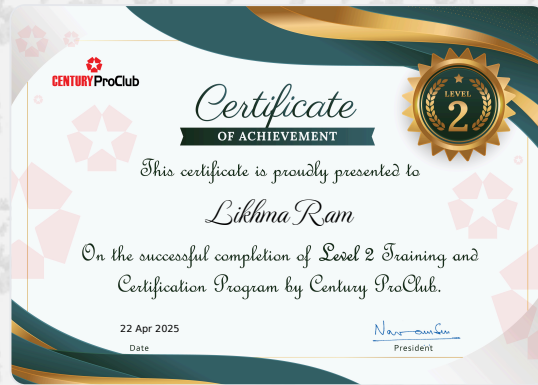 CENTURY ProClub
LEVEL
2
Certificate
OF ACHIEVEMENT
This certificate is proudly presented to
Likhma Ram
On the successful completion of Level 2 Training and
Certification Program by Century ProClub.
22 Apr 2025
Date
President